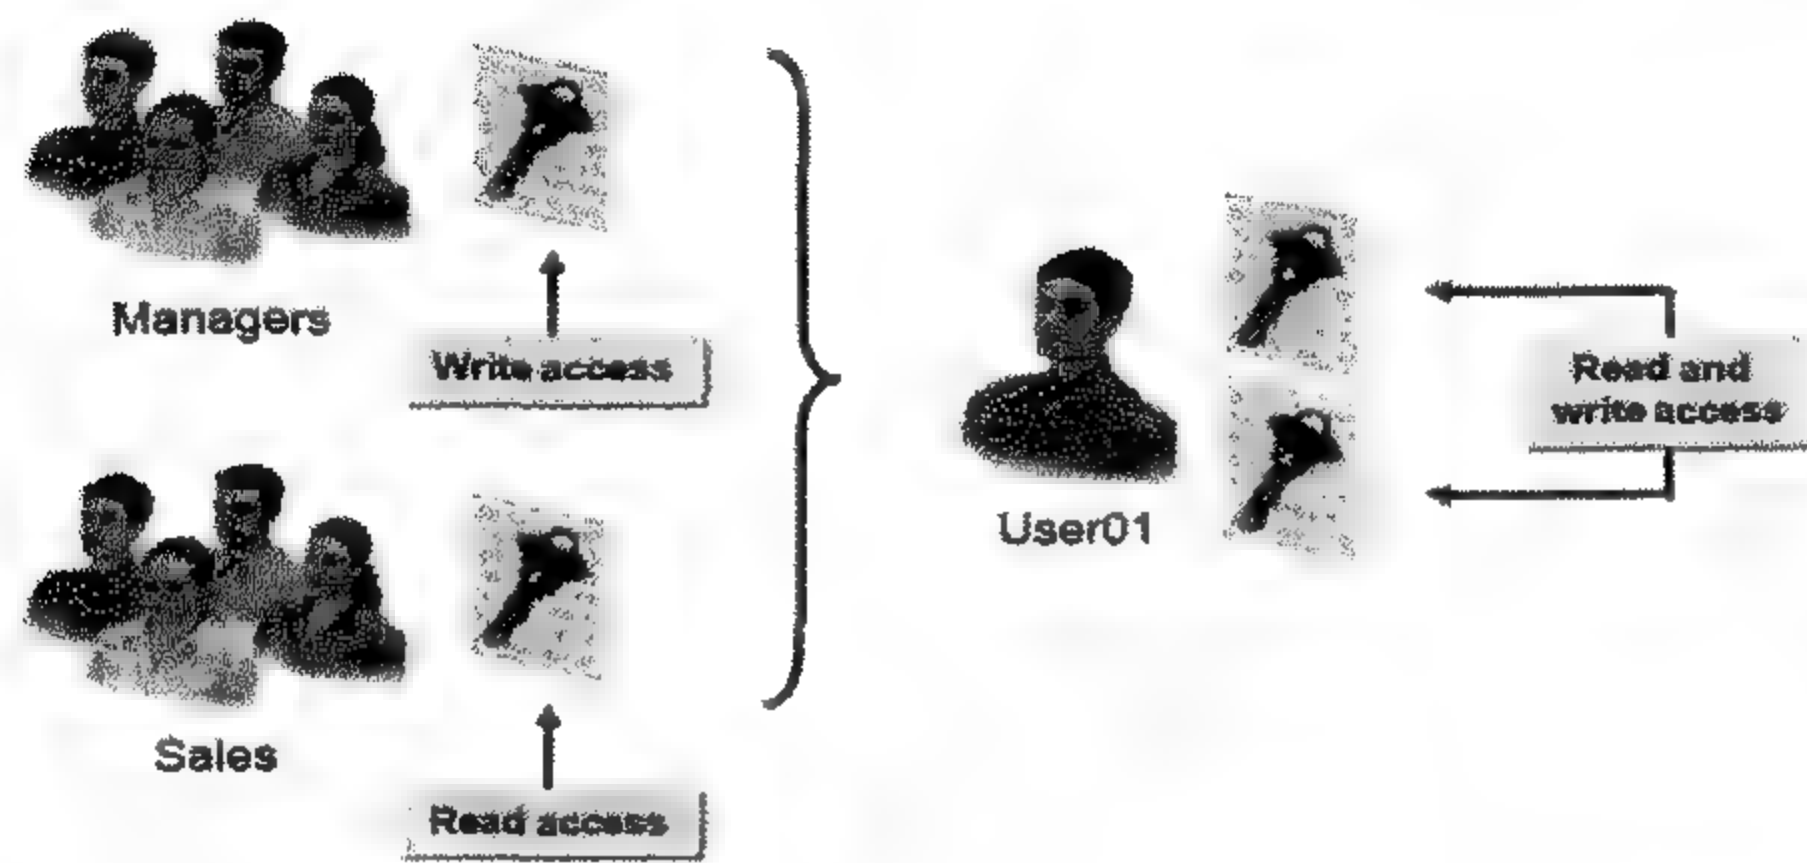 Managers
Write access
Sales
Read access
User01
Read and
write access